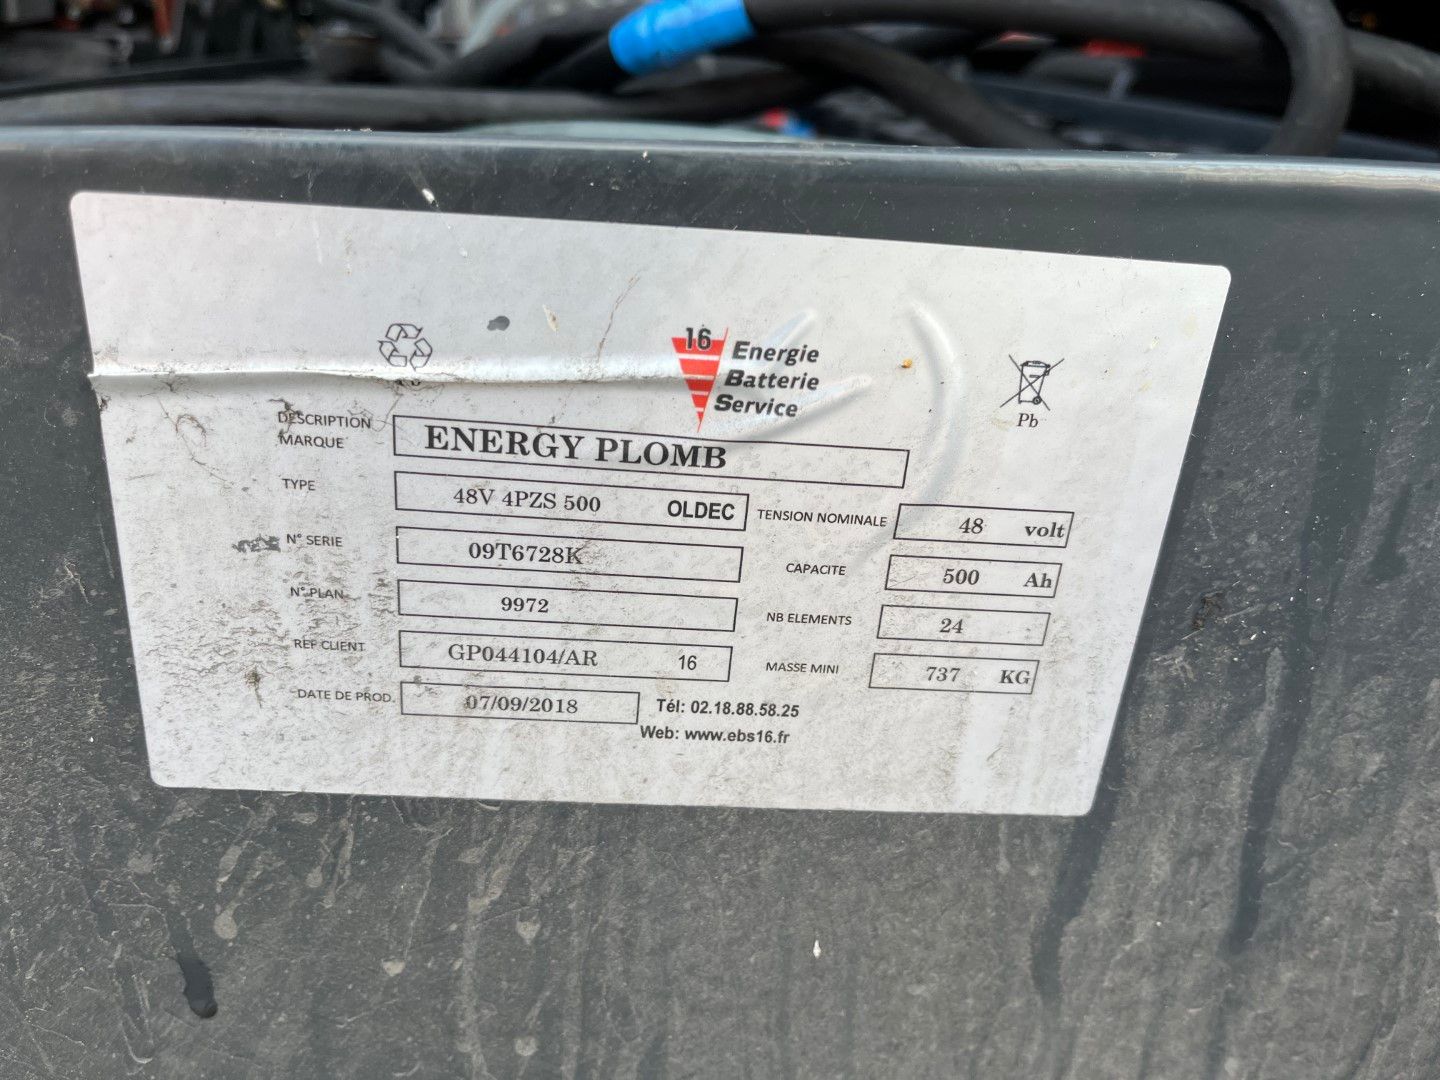 16
Energie
Batterie
Service
Pb
DESCRIPTION
MARQUE
ENERGY PLOMB
TYPE
48V 4PZS 500 OLDEC
TENSION NOMINALE 48 volt
N° SERIE 09T6728K
CAPACITE 500 Ah
N° PLAN 9972
NB ELEMENTS 24
REF CLIENT GP044104/AR 16
MASSE MINI 737 KG
DATE DE PROD. 07/09/2018
Tél: 02.18.88.58.25
Web: www.ebs16.fr